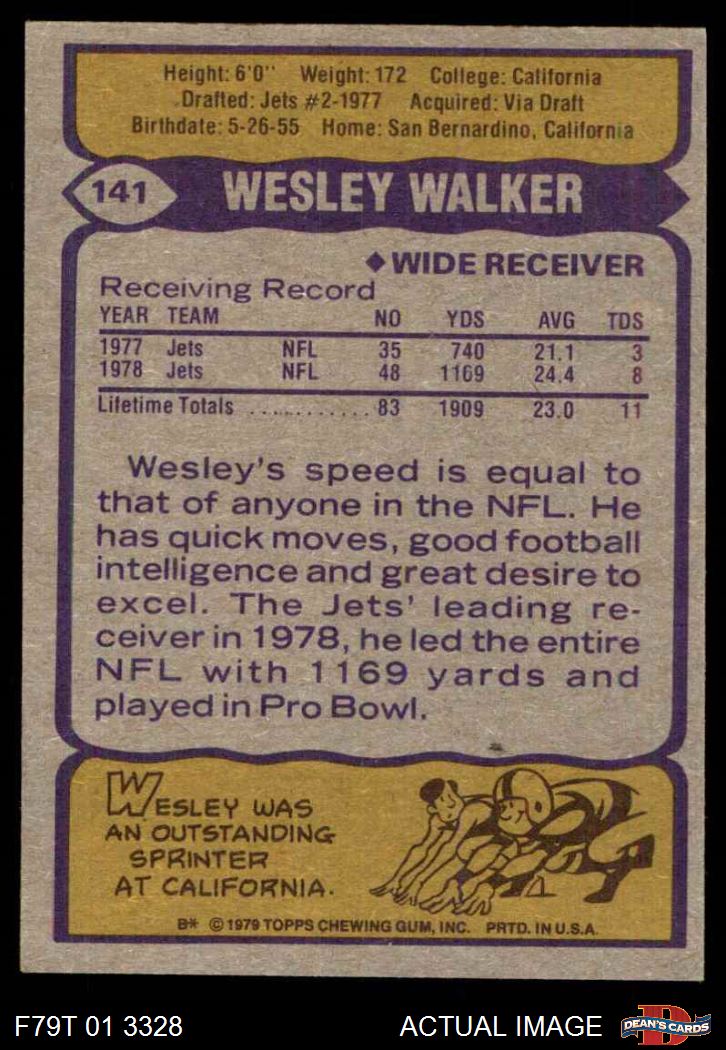 Height: 6'0" Weight: 172 College: California
Drafted: Jets #2-1977 Acquired: Via Draft
Birthdate: 5-26-55 Home: San Bernardino, California
141 WESLEY WALKER
◆ WIDE RECEIVER
Receiving Record
YEAR TEAM NO YDS AVG TDS
1977 Jets NFL 35 740 21.1 3
1978 Jets NFL 48 1169 24.4 8
Lifetime Totals ........... 83 1909 23.0 11
Wesley's speed is equal to
that of anyone in the NFL. He
has quick moves, good football
intelligence and great desire to
excel. The Jets' leading re-
ceiver in 1978, he led the entire
NFL with 1169 yards and
played in Pro Bowl.
WESLEY WAS
AN OUTSTANDING
SPRINTER
AT CALIFORNIA.
B* © 1979 TOPPS CHEWING GUM, INC. PRTD. IN U.S.A.
F79T 01 3328 ACTUAL IMAGE D DEAN'S CARDS